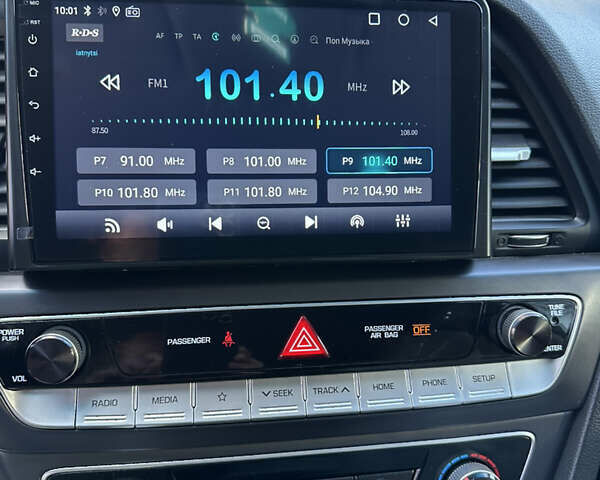 MIC
10:01
RST
R·D·S
AF TP TA
Поп Музыка
iatnytsi
FM1
101.40
MHz
87.50
108.00
P7 91.00 MHz
P8 101.00 MHz
P9 101.40 MHz
P10 101.80 MHz
P11 101.80 MHz
P12 104.90 MHz
POWER
PUSH
VOL
PASSENGER
PASSENGER
AIR BAG
OFF
TUNE
FILE
ENTER
RADIO
MEDIA
SEEK
TRACK
HOME
PHONE
SETUP